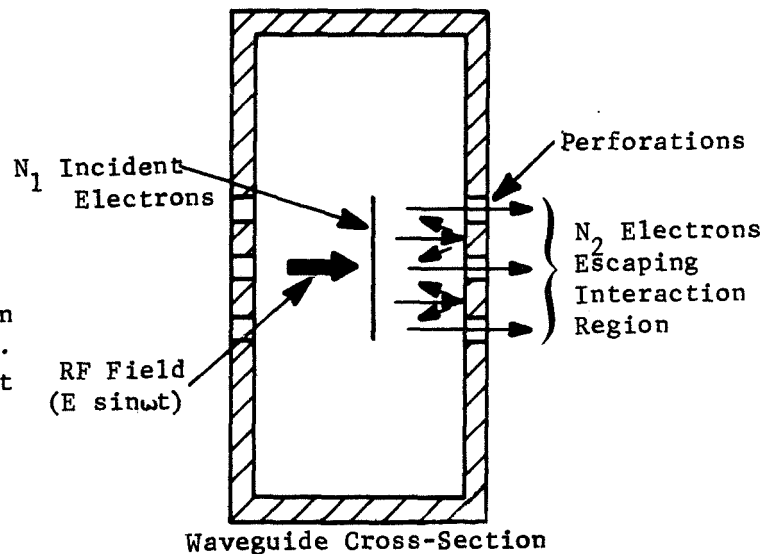 Perforations
N₁ Incident
Electrons
N₂ Electrons
Escaping
Interaction
Region
n
.
t
RF Field
(E sinωt)
Waveguide Cross-Section